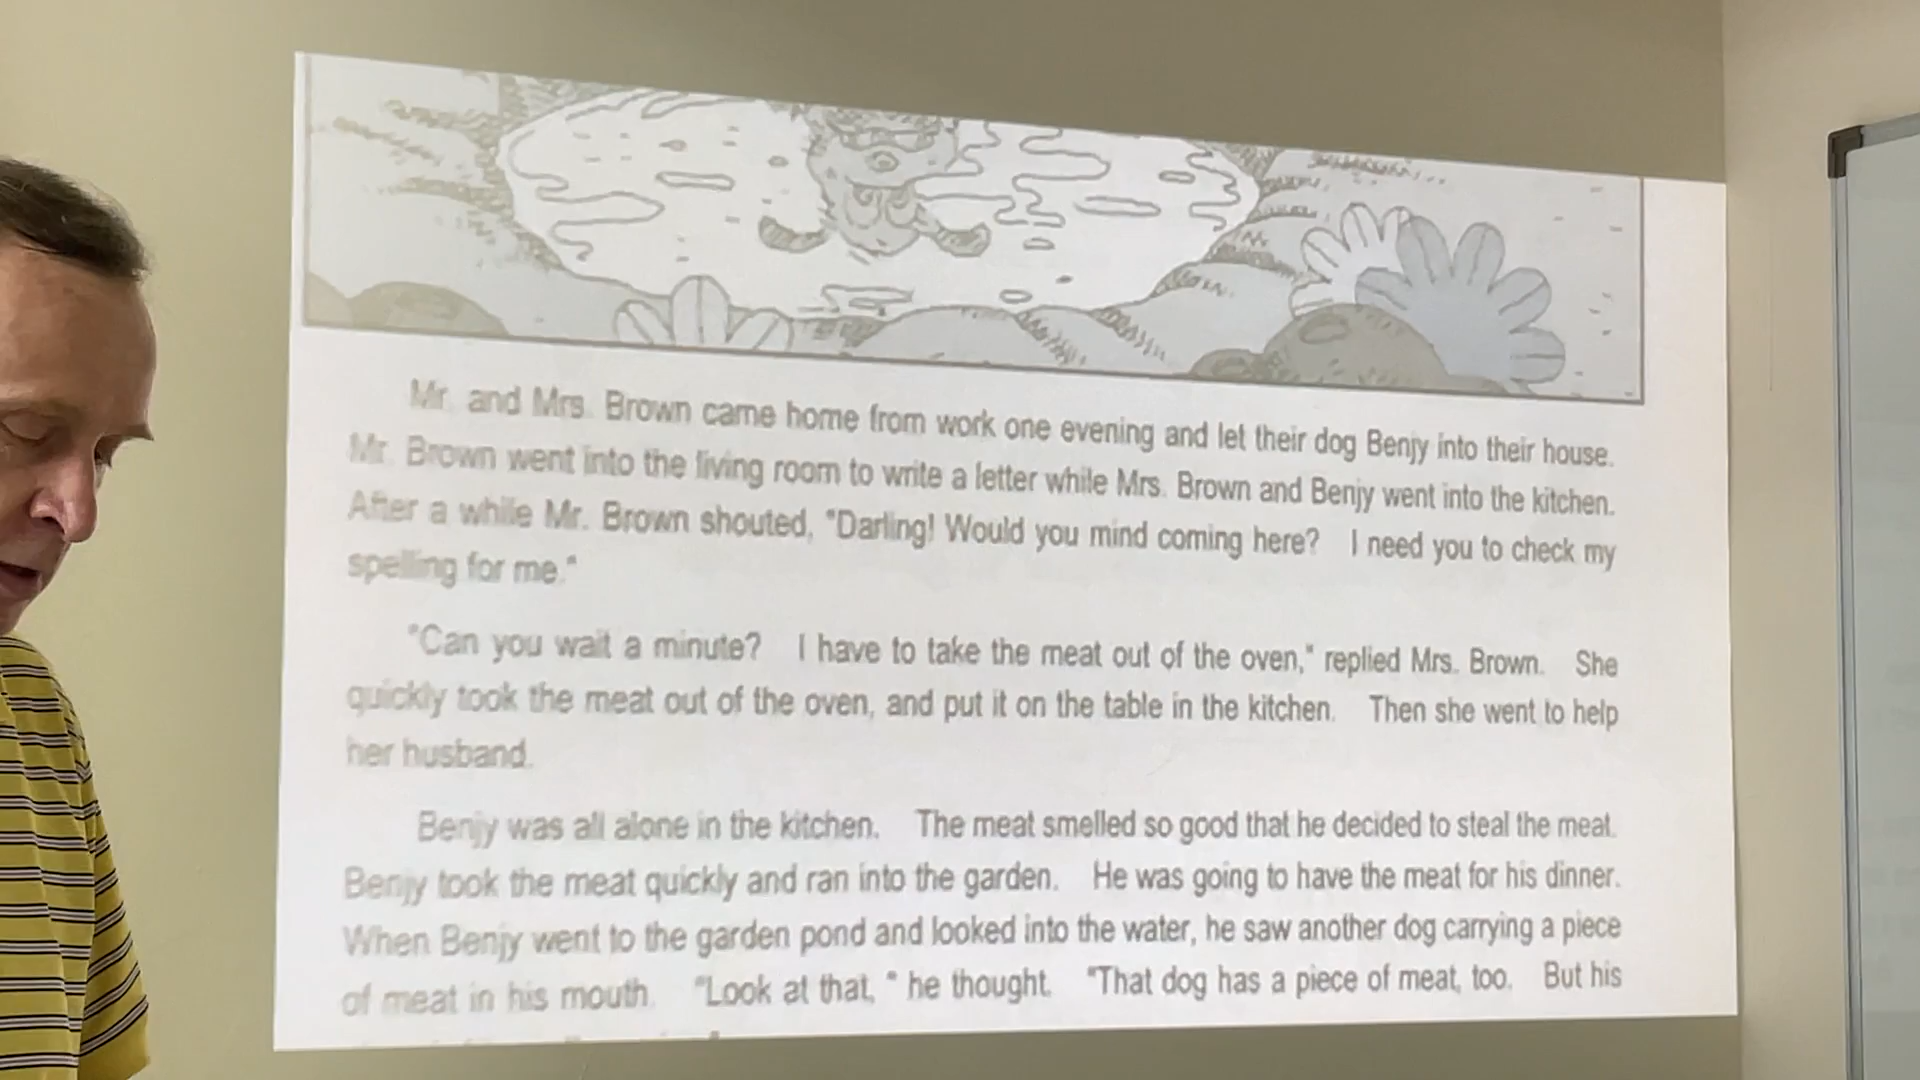 Mr. and Mrs. Brown came home from work one evening and let their dog Benjy into their house.
Mr. Brown went into the living room to write a letter while Mrs. Brown and Benjy went into the kitchen.
After a while Mr. Brown shouted, "Darling! Would you mind coming here? I need you to check my
spelling for me."
"Can you wait a minute? I have to take the meat out of the oven," replied Mrs. Brown. She
quickly took the meat out of the oven, and put it on the table in the kitchen. Then she went to help
her husband.
Benjy was all alone in the kitchen. The meat smelled so good that he decided to steal the meat.
Benjy took the meat quickly and ran into the garden. He was going to have the meat for his dinner.
When Benjy went to the garden pond and looked into the water, he saw another dog carrying a piece
of meat in his mouth. "Look at that, " he thought. "That dog has a piece of meat, too. But his